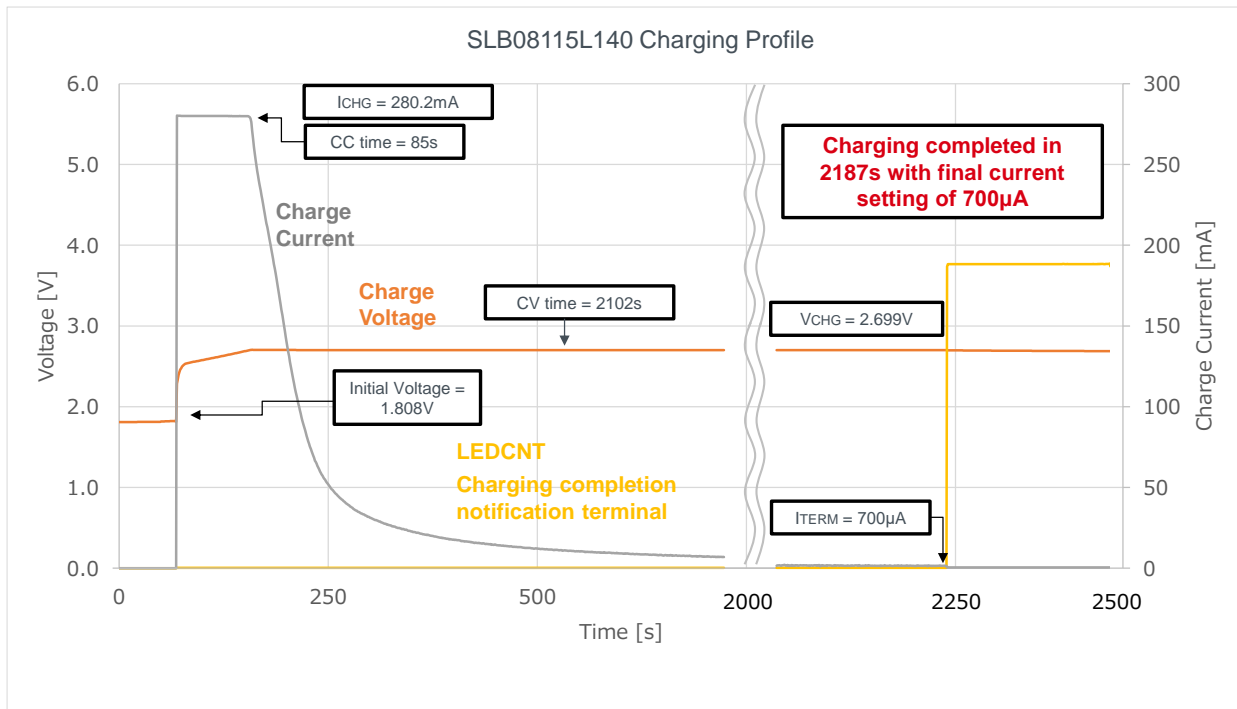 SLB08115L140 Charging Profile
6.0
5.0
4.0
3.0
2.0
1.0
0.0
Voltage [V]
300
250
200
150
100
50
0
Charge Current [mA]
0
250
500
2000
2250
2500
Time [s]
ICHG = 280.2mA
CC time = 85s
Charge
Current
Charge
Voltage
CV time = 2102s
Initial Voltage =
1.808V
LEDCNT
Charging completion
notification terminal
Charging completed in
2187s with final current
setting of 700µA
VCHG = 2.699V
ITERM = 700µA